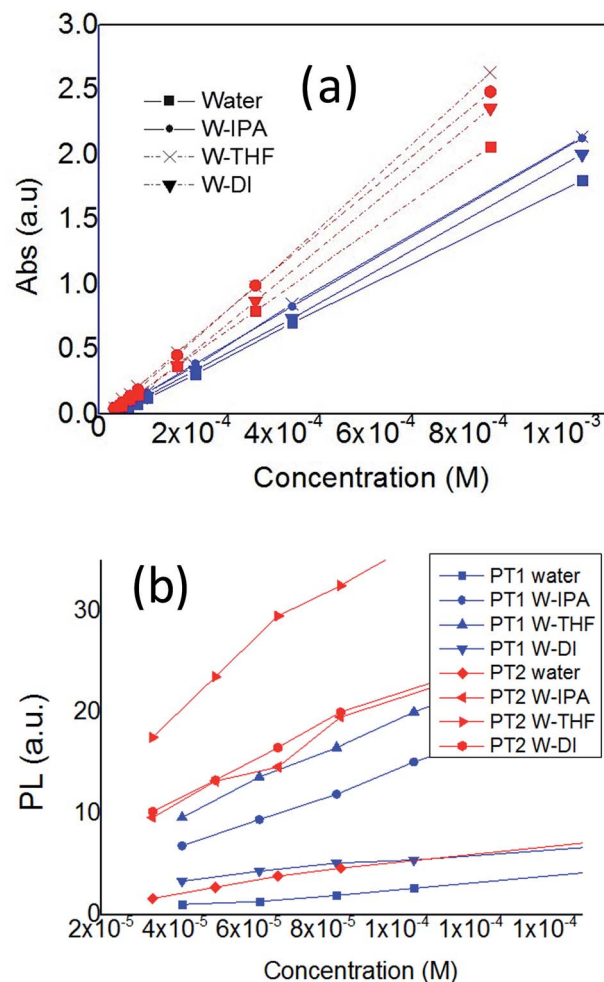 3.0
(a)
Water
W-IPA
W-THF
W-DI
2.5
2.0
1.5
1.0
0.5
0.0
Abs (a.u)
0 2x10⁻⁴ 4x10⁻⁴ 6x10⁻⁴ 8x10⁻⁴ 1x10⁻³
Concentration (M)
(b)
PT1 water
PT1 W-IPA
PT1 W-THF
PT1 W-DI
PT2 water
PT2 W-IPA
PT2 W-THF
PT2 W-DI
30
20
10
0
PL (a.u.)
2x10⁻⁵ 4x10⁻⁵ 6x10⁻⁵ 8x10⁻⁵ 1x10⁻⁴ 1x10⁻⁴ 1x10⁻⁴
Concentration (M)